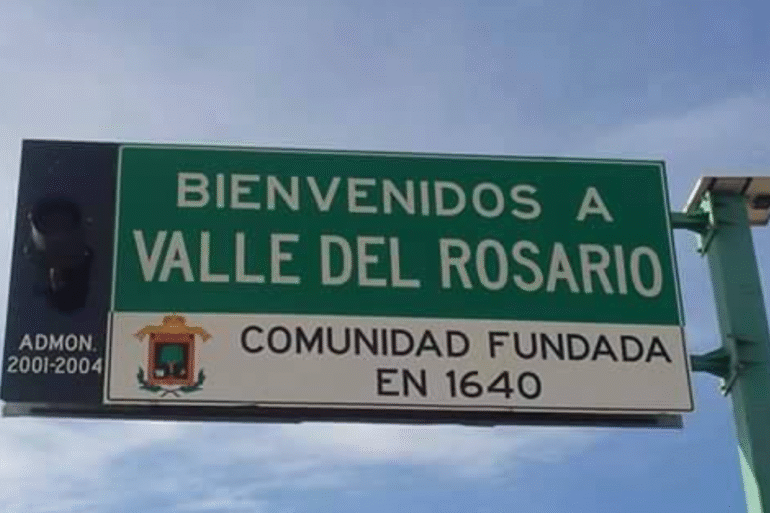 BIENVENIDOS A
VALLE DEL ROSARIO
COMUNIDAD FUNDADA
EN 1640
ADMON.
2001-2004